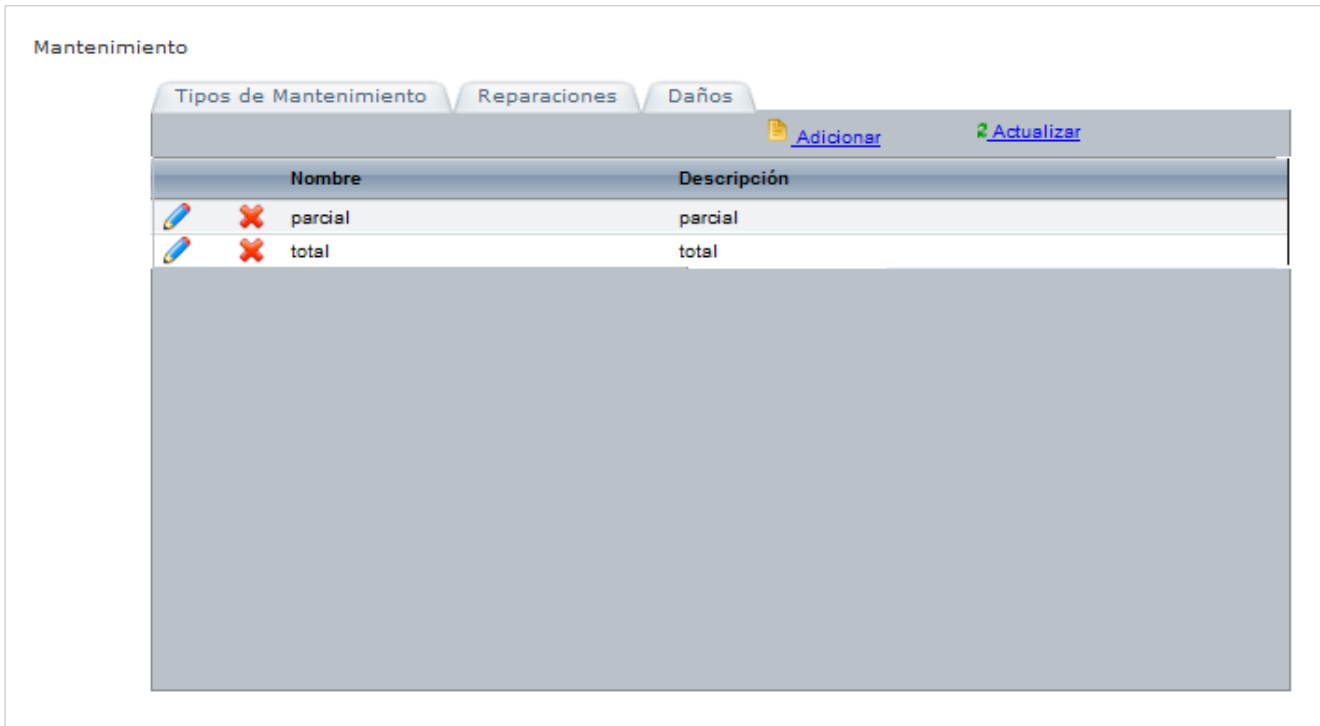 Mantenimiento
Tipos de Mantenimiento Reparaciones Daños
Adicionar Actualizar
Nombre Descripción
parcial parcial
total total